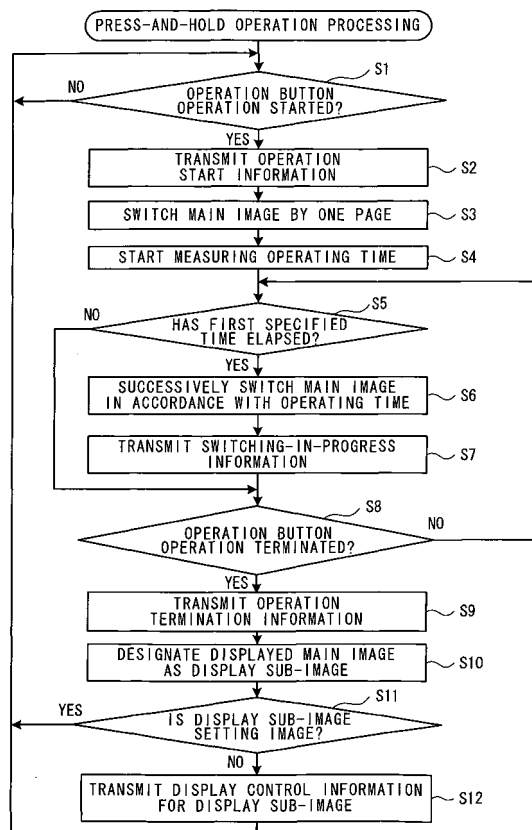 PRESS-AND-HOLD OPERATION PROCESSING
S1
NO
OPERATION BUTTON
OPERATION STARTED?
YES
TRANSMIT OPERATION
START INFORMATION
S2
SWITCH MAIN IMAGE BY ONE PAGE
S3
START MEASURING OPERATING TIME
S4
S5
NO
HAS FIRST SPECIFIED
TIME ELAPSED?
YES
SUCCESSIVELY SWITCH MAIN IMAGE
IN ACCORDANCE WITH OPERATING TIME
S6
TRANSMIT SWITCHING-IN-PROGRESS
INFORMATION
S7
S8
NO
OPERATION BUTTON
OPERATION TERMINATED?
YES
TRANSMIT OPERATION
TERMINATION INFORMATION
S9
DESIGNATE DISPLAYED MAIN IMAGE
AS DISPLAY SUB-IMAGE
S10
S11
YES
IS DISPLAY SUB-IMAGE
SETTING IMAGE?
NO
TRANSMIT DISPLAY CONTROL INFORMATION
FOR DISPLAY SUB-IMAGE
S12